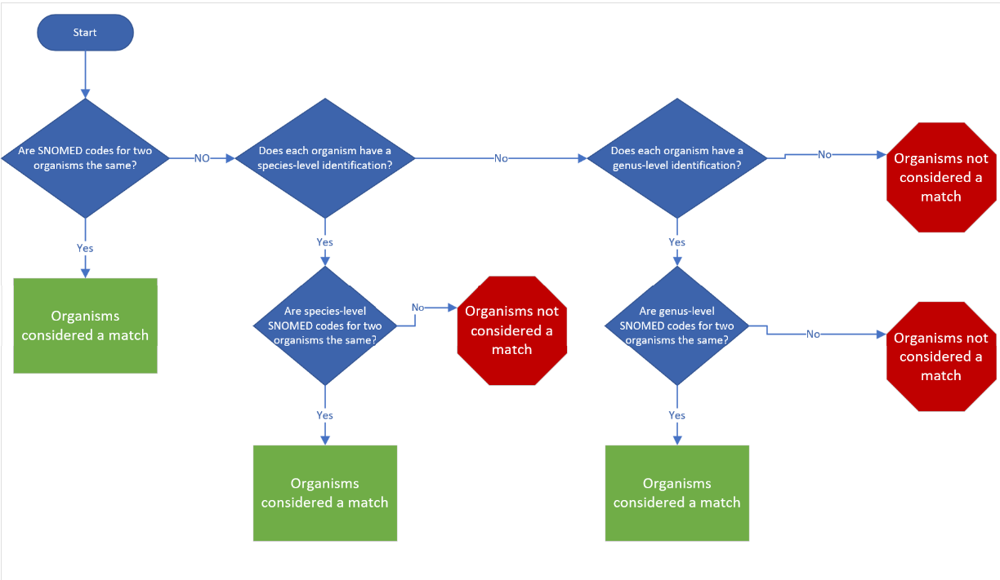 Start
Are SNOMED codes for two
organisms the same?
NO
Does each organism have a
species-level identification?
No
Does each organism have a
genus-level identification?
No
Organisms not
considered a
match
Yes
Organisms
considered a match
Yes
Are species-level
SNOMED codes for two
organisms the same?
No
Organisms not
considered a
match
Yes
Organisms
considered a match
Yes
Are genus-level
SNOMED codes for two
organisms the same?
No
Organisms not
considered a
match
Yes
Organisms
considered a match